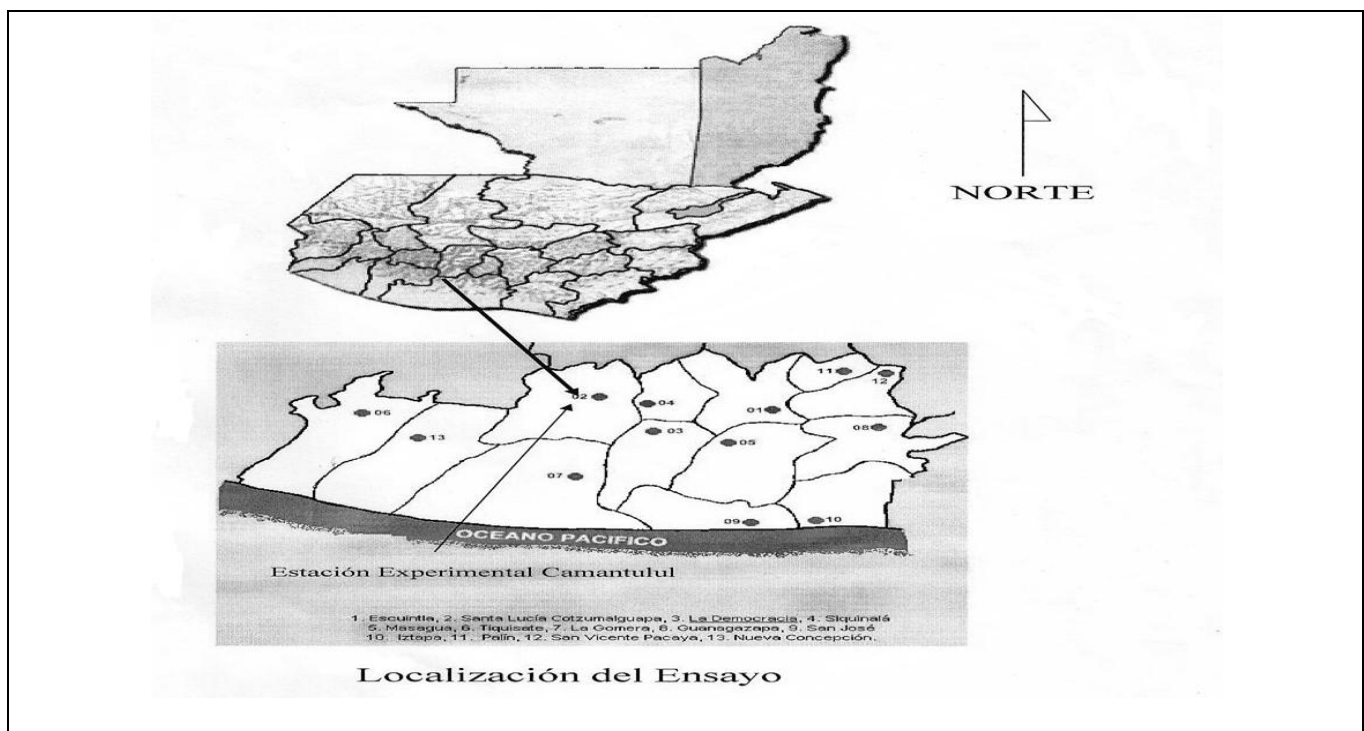 NORTE
11
12
02
04
06
01
03
08
13
05
07
09
10
OCEANO PACIFICO
Estación Experimental Camantulul
1. Escuintla, 2. Santa Lucía Cotzumalguapa, 3. La Democracia, 4. Siquinalá
5. Masagua, 6. Tiquisate, 7. La Gomera, 8. Guanagazapa, 9. San José
10. Iztapa, 11. Palín, 12. San Vicente Pacaya, 13. Nueva Concepción.
Localización del Ensayo